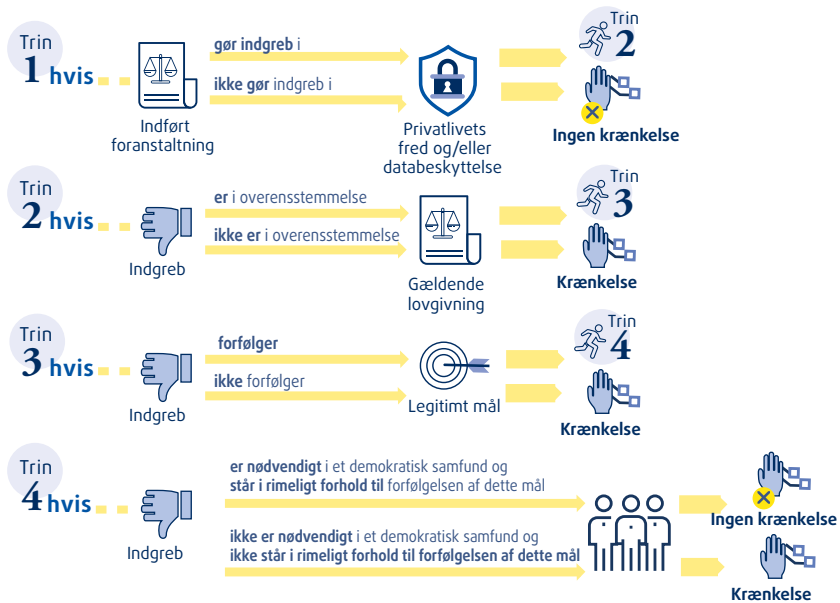 Trin
1 hvis
gør indgreb i
ikke gør indgreb i
Indført
foranstaltning
Privatlivets
fred og/eller
databeskyttelse
Trin
2
Ingen krænkelse
Trin
2 hvis
Indgreb
er i overensstemmelse
ikke er i overensstemmelse
Gældende
lovgivning
Trin
3
Krænkelse
Trin
3 hvis
Indgreb
forfølger
ikke forfølger
Legitimt mål
Trin
4
Krænkelse
Trin
4 hvis
Indgreb
er nødvendigt i et demokratisk samfund og
står i rimeligt forhold til forfølgelsen af dette mål
ikke er nødvendigt i et demokratisk samfund og
ikke står i rimeligt forhold til forfølgelsen af dette mål
Ingen krænkelse
Krænkelse